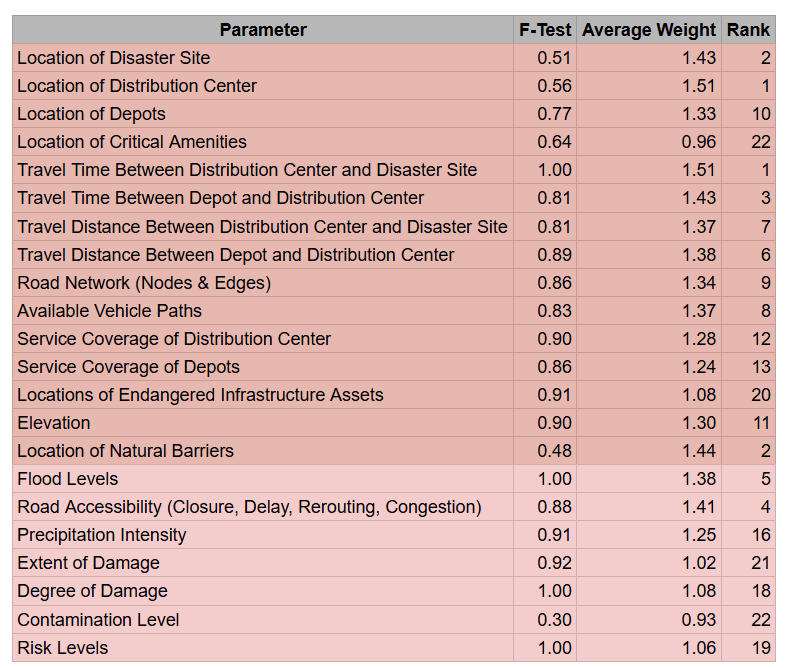 Parameter F-Test Average Weight Rank
Location of Disaster Site 0.51 1.43 2
Location of Distribution Center 0.56 1.51 1
Location of Depots 0.77 1.33 10
Location of Critical Amenities 0.64 0.96 22
Travel Time Between Distribution Center and Disaster Site 1.00 1.51 1
Travel Time Between Depot and Distribution Center 0.81 1.43 3
Travel Distance Between Distribution Center and Disaster Site 0.81 1.37 7
Travel Distance Between Depot and Distribution Center 0.89 1.38 6
Road Network (Nodes & Edges) 0.86 1.34 9
Available Vehicle Paths 0.83 1.37 8
Service Coverage of Distribution Center 0.90 1.28 12
Service Coverage of Depots 0.86 1.24 13
Locations of Endangered Infrastructure Assets 0.91 1.08 20
Elevation 0.90 1.30 11
Location of Natural Barriers 0.48 1.44 2
Flood Levels 1.00 1.38 5
Road Accessibility (Closure, Delay, Rerouting, Congestion) 0.88 1.41 4
Precipitation Intensity 0.91 1.25 16
Extent of Damage 0.92 1.02 21
Degree of Damage 1.00 1.08 18
Contamination Level 0.30 0.93 22
Risk Levels 1.00 1.06 19